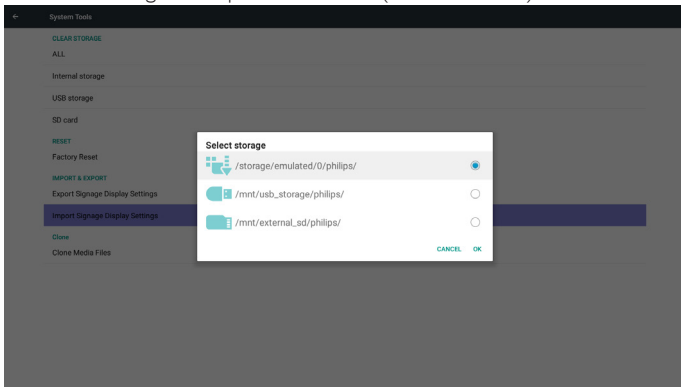 System Tools
CLEAR STORAGE
ALL
Internal storage
USB storage
SD card
RESET
Factory Reset
IMPORT & EXPORT
Export Signage Display Settings
Import Signage Display Settings
Clone
Clone Media Files
Select storage
/storage/emulated/0/philips/
/mnt/usb_storage/philips/
/mnt/external_sd/philips/
CANCEL OK